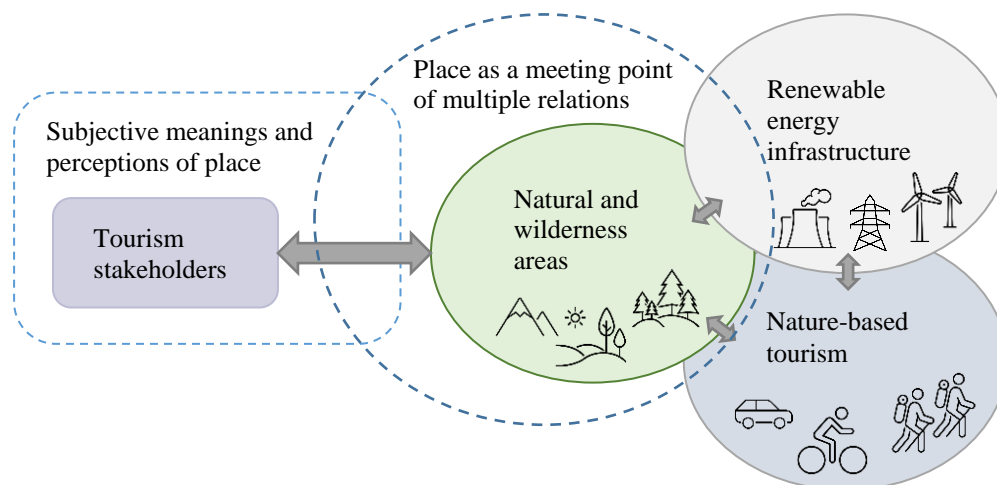 Subjective meanings and
perceptions of place
Tourism
stakeholders
Place as a meeting point
of multiple relations
Natural and
wilderness
areas
Renewable
energy
infrastructure
Nature-based
tourism